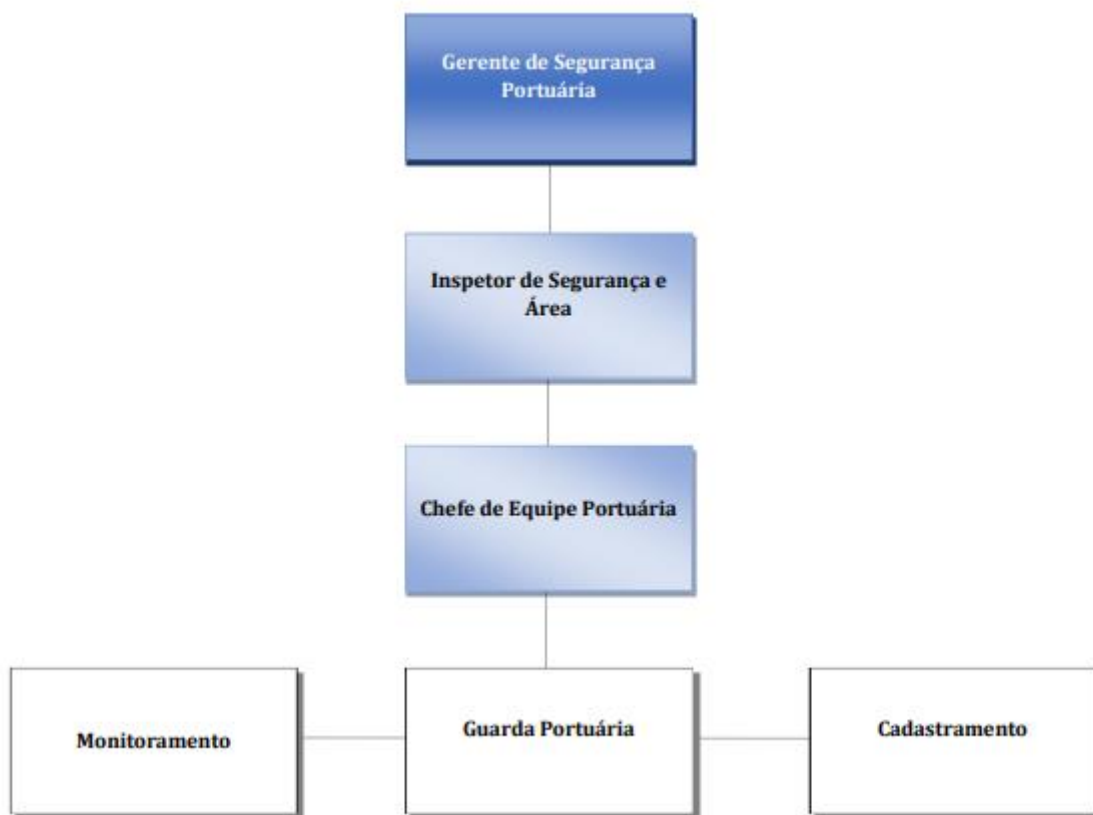 Gerente de Segurança
Portuária
Inspetor de Segurança e
Área
Chefe de Equipe Portuária
Monitoramento
Guarda Portuária
Cadastramento